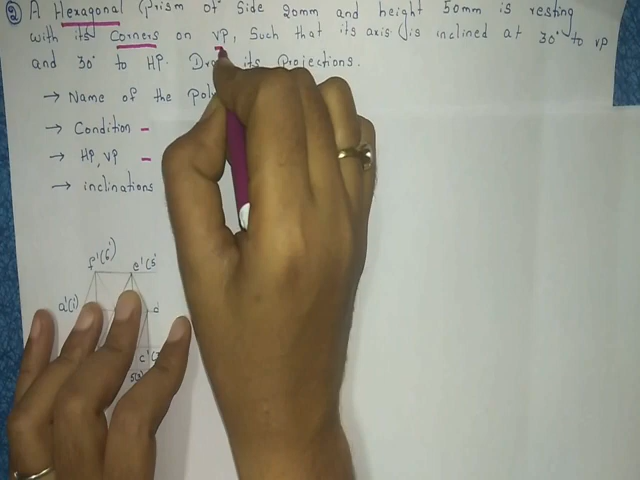 ② A Hexagonal Prism of Side 20mm and height 50mm is resting
with its Corners on VP, Such that its axis is inclined at 30° to VP
and 30° to HP. its Projections.
→ Name of the
→ Condition -
→ HP, VP -
→ inclinations
f'(6')
a'(1)
d